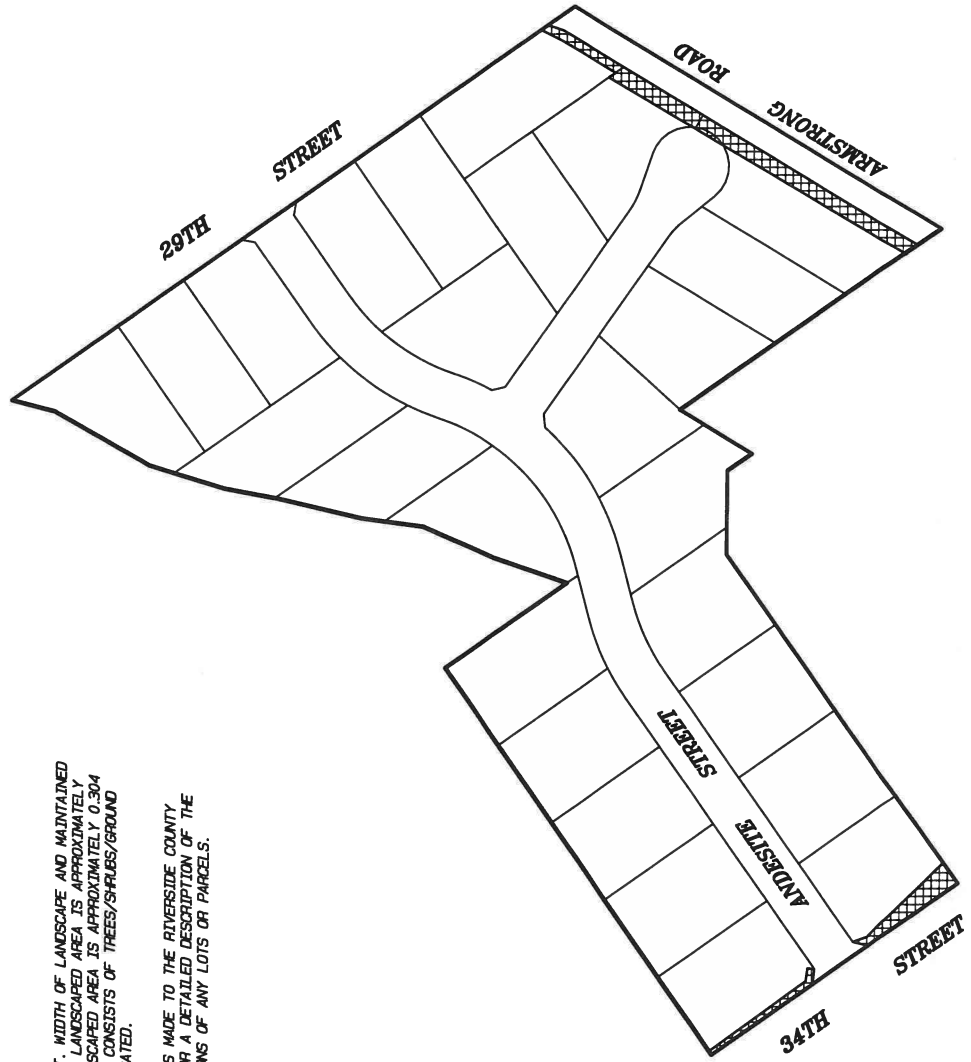 T. WIDTH OF LANDSCAPE AND MAINTAINED
LANDSCAPED AREA IS APPROXIMATELY
SCAPED AREA IS APPROXIMATELY 0.304
CONSISTS OF TREES/SHRUBS/GROUND
ATED.
S MADE TO THE RIVERSIDE COUNTY
R A DETAILED DESCRIPTION OF THE
NS OF ANY LOTS OR PARCELS.
29TH STREET
ARMSTRONG ROAD
ANDESITE STREET
34TH STREET